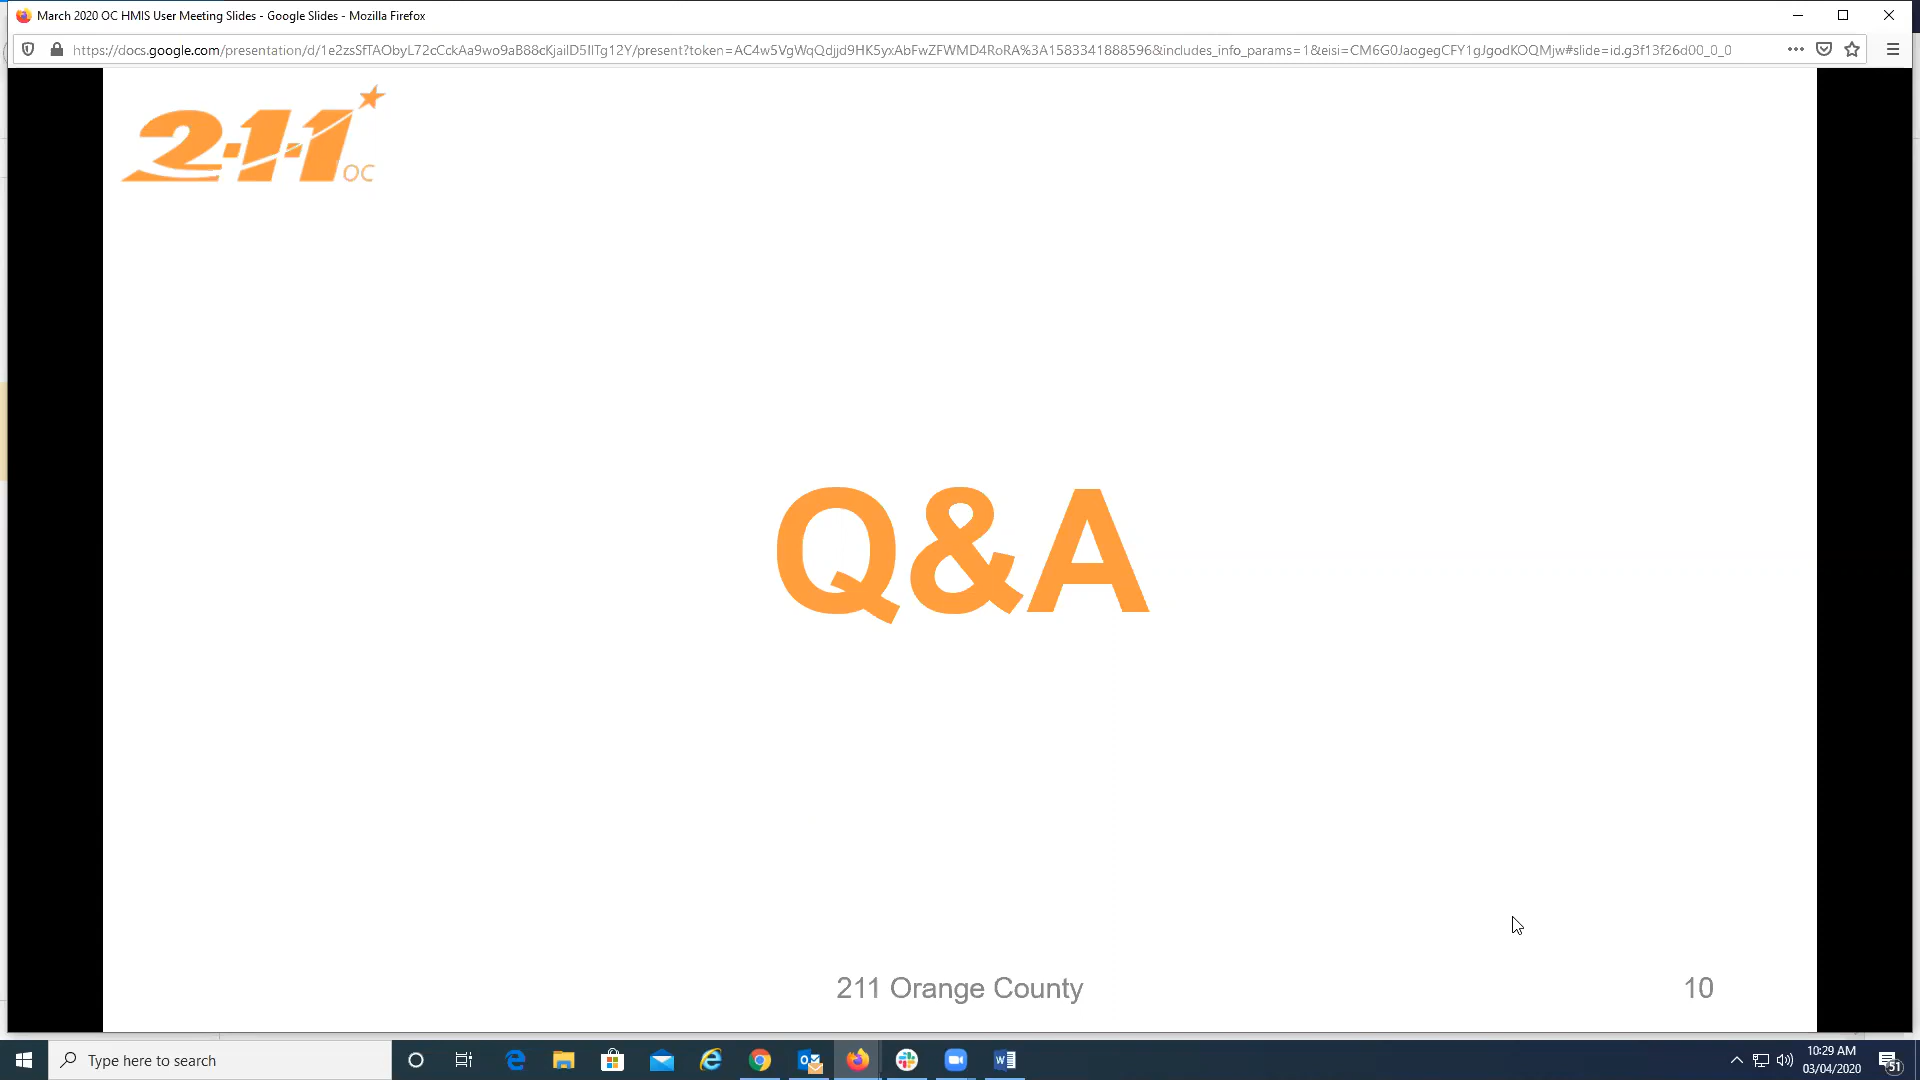 March 2020 OC HMIS User Meeting Slides - Google Slides - Mozilla Firefox
https://docs.google.com/presentation/d/1e2zsSfTAObyL72cCckAa9wo9aB88cKjailD5IlTg12Y/present?token=AC4w5VgWqQdjjd9HK5yxAbFwZFWMD4RoRA%3A1583341888596&includes_info_params=1&eisi=CM6G0JaogegCFY1gJgodKOQMjw#slide=id.g3f13f26d00_0_0
2-1-1 OC
Q&A
211 Orange County
10
Type here to search
10:29 AM
03/04/2020
51